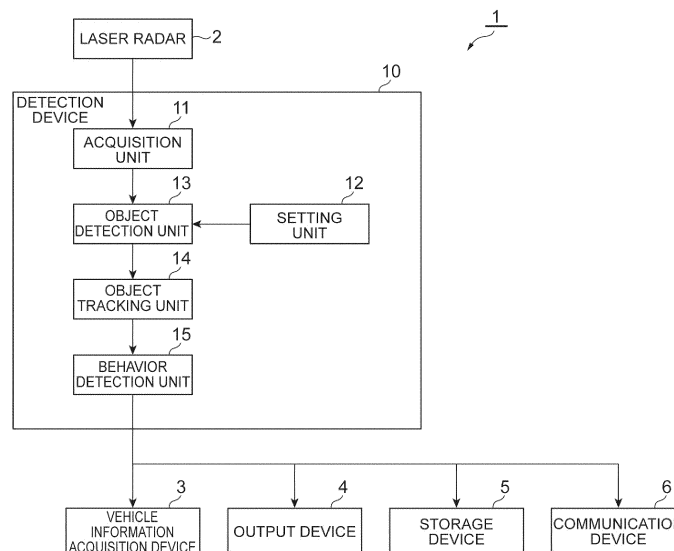 1
LASER RADAR
2
10
DETECTION
DEVICE
11
ACQUISITION
UNIT
13
OBJECT
DETECTION UNIT
12
SETTING
UNIT
14
OBJECT
TRACKING UNIT
15
BEHAVIOR
DETECTION UNIT
3
VEHICLE
INFORMATION
ACQUISITION DEVICE
4
OUTPUT DEVICE
5
STORAGE
DEVICE
6
COMMUNICATION
DEVICE